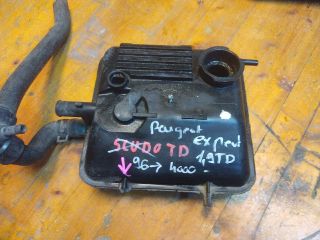 Peugeot
expert
SCUDO TD 1,9TD
96→ 4000